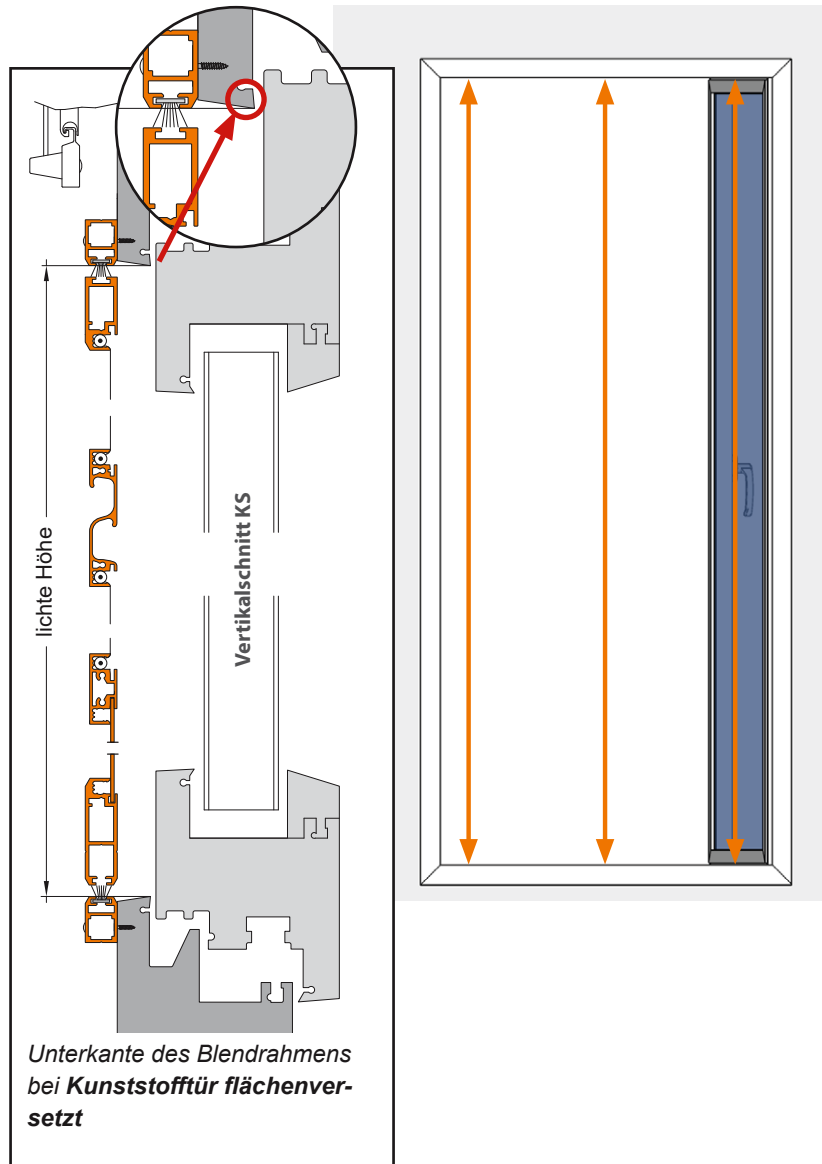 lichte Höhe
Vertikalschnitt KS
Unterkante des Blendrahmens
bei Kunststofftür flächenver-
setzt